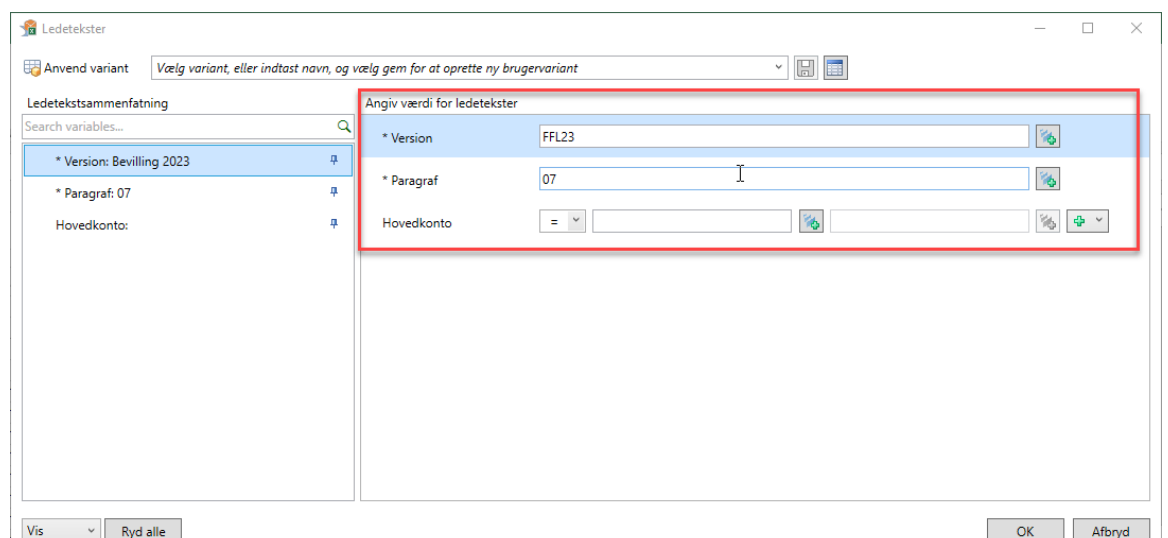 Ledetekster
Anvend variant Vælg variant, eller indtast navn, og vælg gem for at oprette ny brugervariant
Ledetekstsammenfatning
Search variables...
* Version: Bevilling 2023
* Paragraf: 07
Hovedkonto:
Angiv værdi for ledetekster
* Version FFL23
* Paragraf 07
Hovedkonto =
Vis Ryd alle OK Afbryd